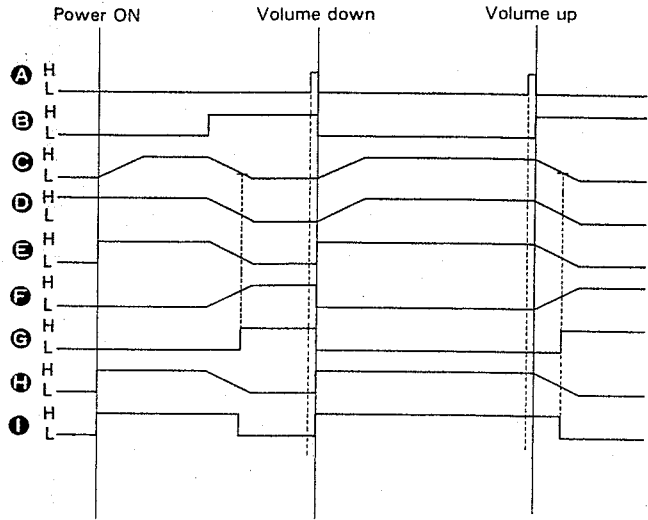 Power ON Volume down Volume up
A H L
B H L
C H L
D H L
E H L
F H L
G H L
H H L
I H L